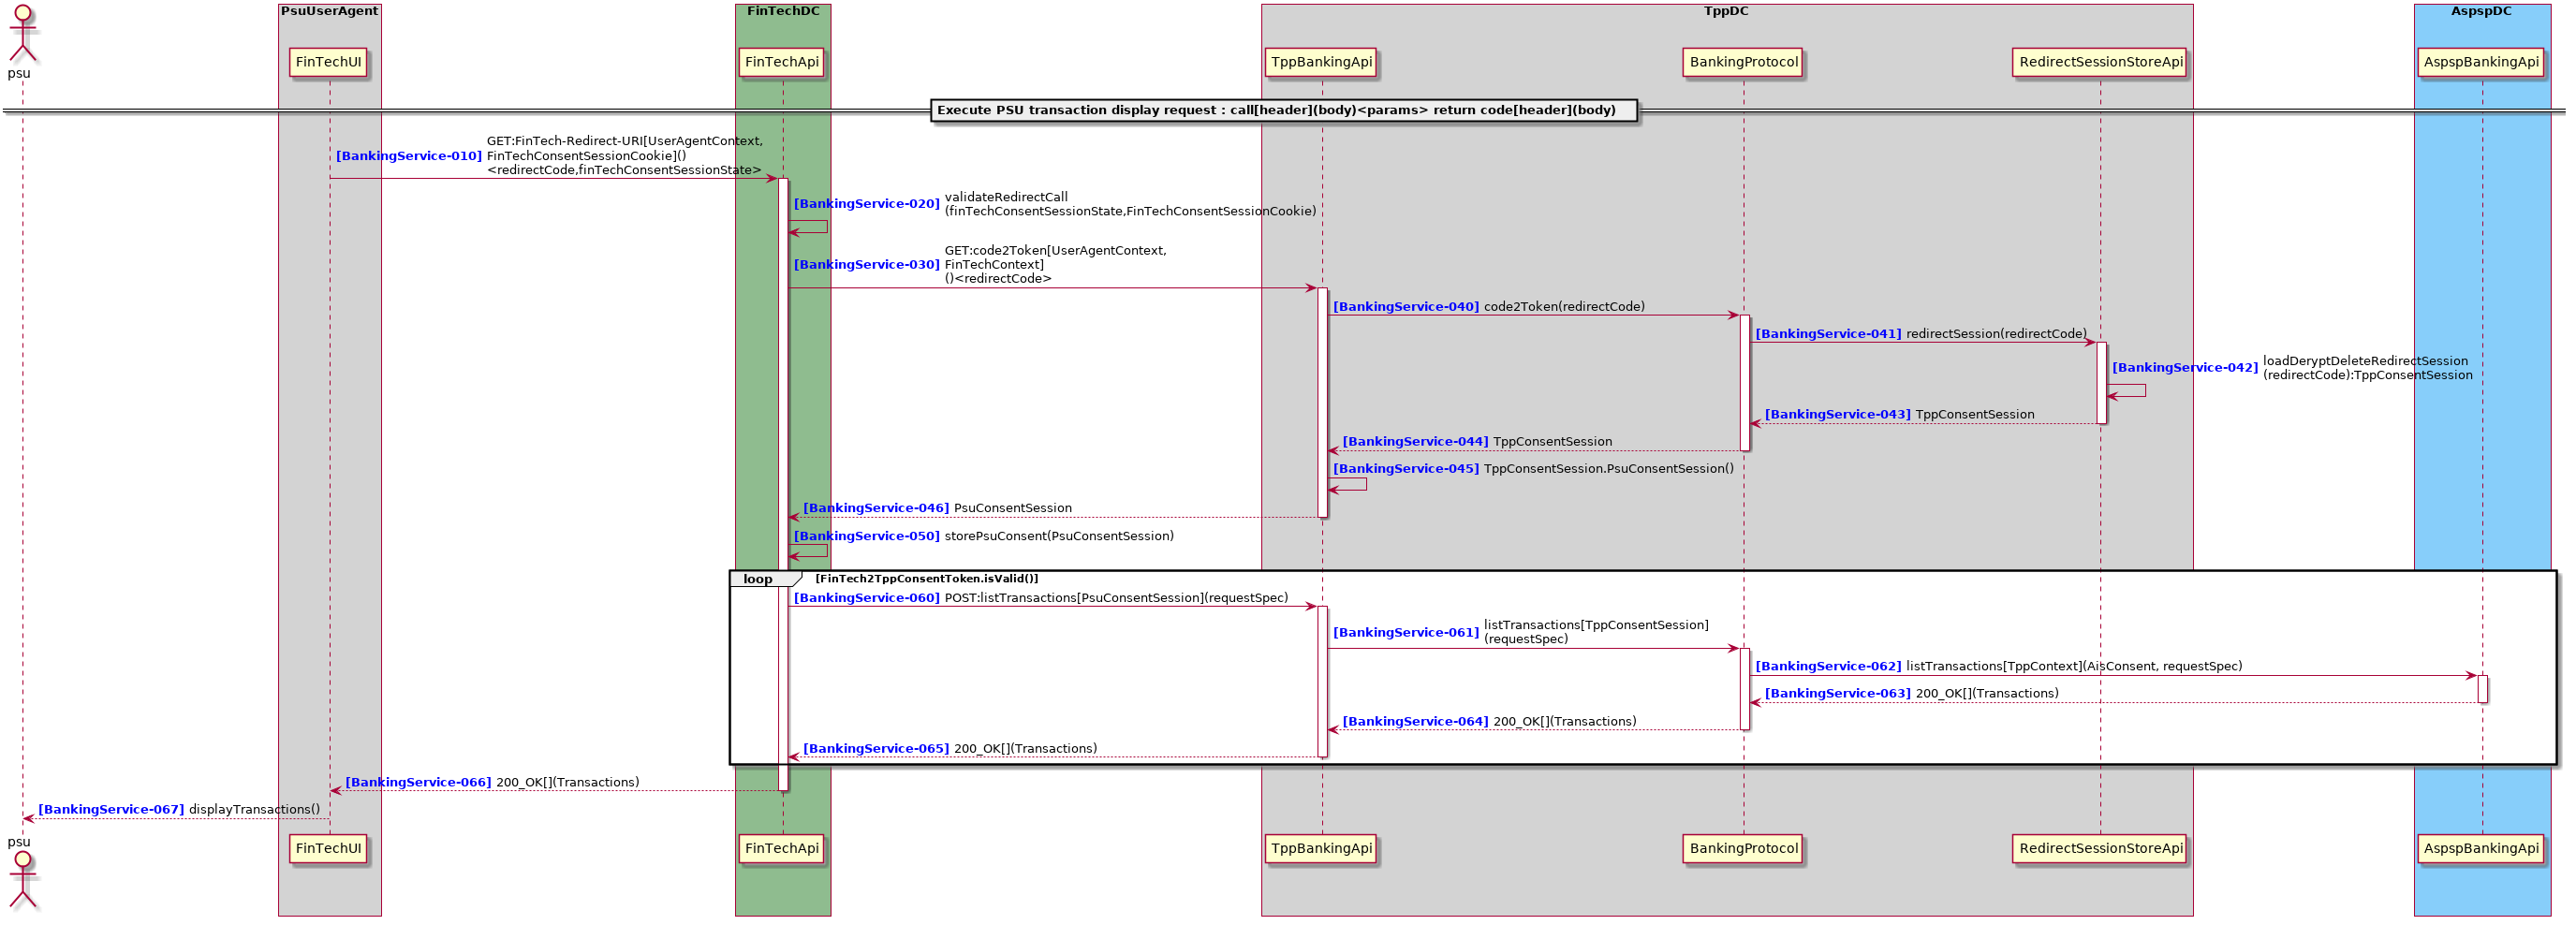 PsuUserAgent
FinTechDC
TppDC
AspspDC
psu
FinTechUI
FinTechApi
TppBankingApi
BankingProtocol
RedirectSessionStoreApi
AspspBankingApi
Execute PSU transaction display request : call[header](body)<params> return code[header](body)
[BankingService-010] GET:FinTech-Redirect-URI[UserAgentContext,
FinTechConsentSessionCookie]()
<redirectCode,finTechConsentSessionState>
[BankingService-020] validateRedirectCall
(finTechConsentSessionState,FinTechConsentSessionCookie)
[BankingService-030] GET:code2Token[UserAgentContext,
FinTechContext]
()<redirectCode>
[BankingService-040] code2Token(redirectCode)
[BankingService-041] redirectSession(redirectCode)
[BankingService-042] loadDeryptDeleteRedirectSession
(redirectCode):TppConsentSession
[BankingService-043] TppConsentSession
[BankingService-044] TppConsentSession
[BankingService-045] TppConsentSession.PsuConsentSession()
[BankingService-046] PsuConsentSession
[BankingService-050] storePsuConsent(PsuConsentSession)
loop [FinTech2TppConsentToken.isValid()]
[BankingService-060] POST:listTransactions[PsuConsentSession](requestSpec)
[BankingService-061] listTransactions[TppConsentSession]
(requestSpec)
[BankingService-062] listTransactions[TppContext](AisConsent, requestSpec)
[BankingService-063] 200_OK[](Transactions)
[BankingService-064] 200_OK[](Transactions)
[BankingService-065] 200_OK[](Transactions)
[BankingService-066] 200_OK[](Transactions)
[BankingService-067] displayTransactions()
psu
FinTechUI
FinTechApi
TppBankingApi
BankingProtocol
RedirectSessionStoreApi
AspspBankingApi